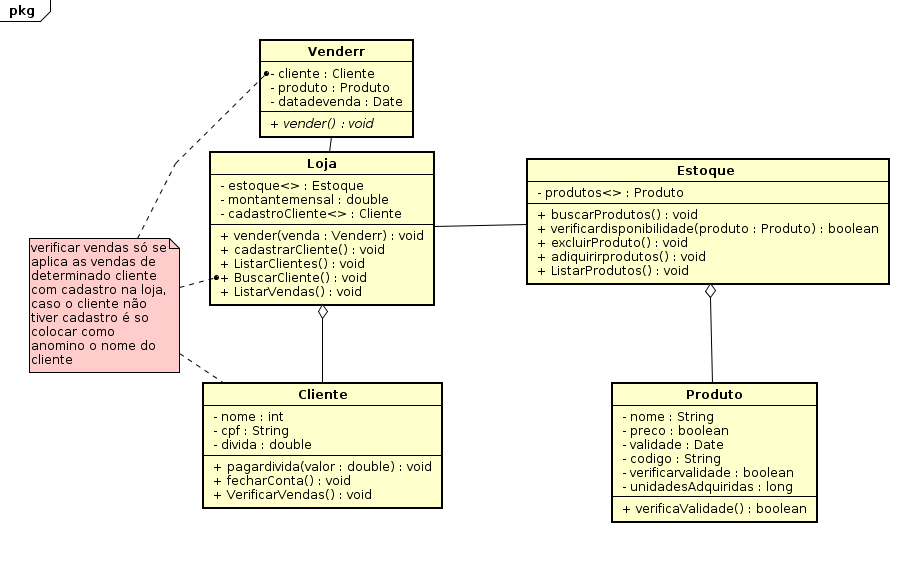 pkg
Venderr
- cliente : Cliente
- produto : Produto
- datadevenda : Date
+ vender() : void
Loja
- estoque<> : Estoque
- montantemensal : double
- cadastroCliente<> : Cliente
+ vender(venda : Venderr) : void
+ cadastrarCliente() : void
+ ListarClientes() : void
+ BuscarCliente() : void
+ ListarVendas() : void
Estoque
- produtos<> : Produto
+ buscarProdutos() : void
+ verificardisponibilidade(produto : Produto) : boolean
+ excluirProduto() : void
+ adiquirirprodutos() : void
+ ListarProdutos() : void
verificar vendas só se
aplica as vendas de
determinado cliente
com cadastro na loja,
caso o cliente não
tiver cadastro é so
colocar como
anomino o nome do
cliente
Cliente
- nome : int
- cpf : String
- divida : double
+ pagardivida(valor : double) : void
+ fecharConta() : void
+ VerificarVendas() : void
Produto
- nome : String
- preco : boolean
- validade : Date
- codigo : String
- verificarvalidade : boolean
- unidadesAdquiridas : long
+ verificaValidade() : boolean